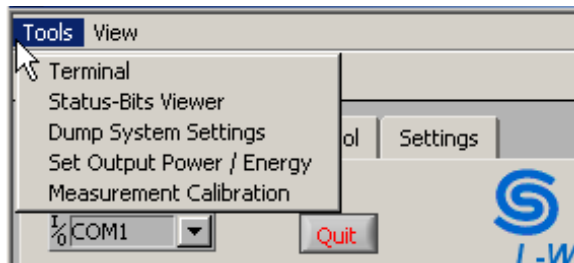 Tools View
Terminal
Status-Bits Viewer
Dump System Settings
ol Settings
Set Output Power / Energy
Measurement Calibration
COM1 Quit
L-W